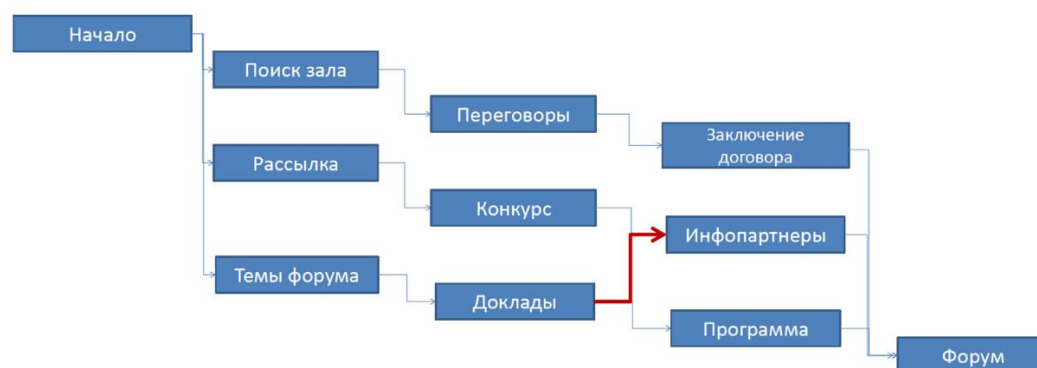 Начало
Поиск зала
Переговоры
Заключение
договора
Рассылка
Конкурс
Инфопартнеры
Темы форума
Доклады
Программа
Форум